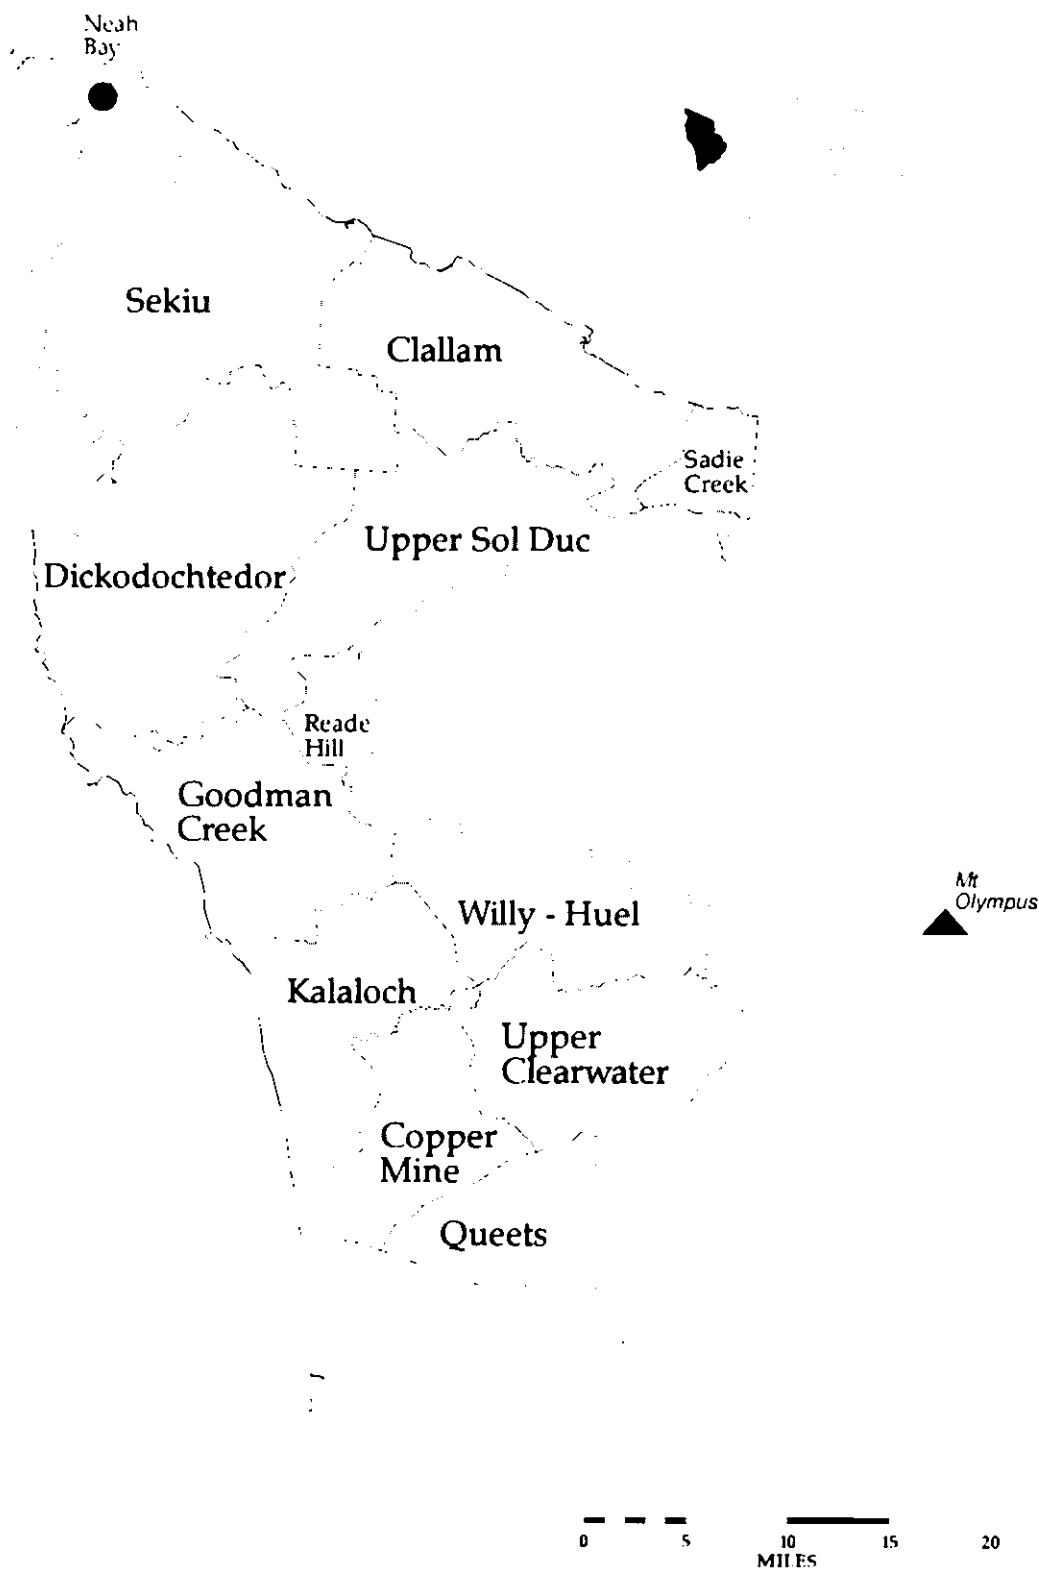 Neah
Bay
Sekiu
Clallam
Sadie
Creek
Upper Sol Duc
Dickodochtedor
Reade
Hill
Goodman
Creek
Mt
Olympus
Willy - Huel
Kalaloch
Upper
Clearwater
Copper
Mine
Queets
0 5 10 15 20
MILES